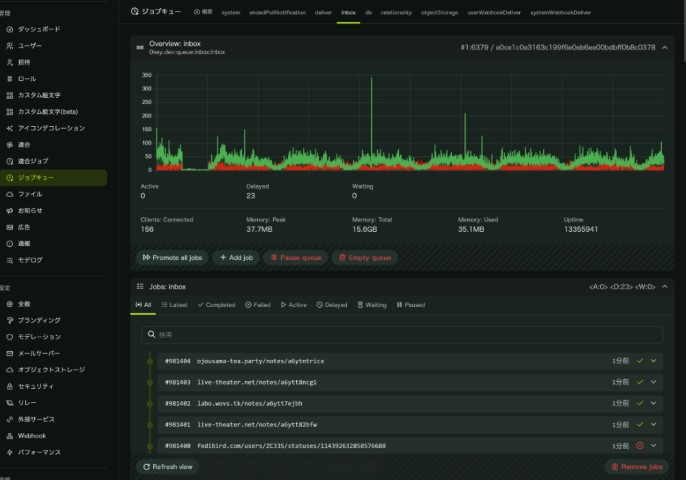 管理
ダッシュボード
ユーザー
招待
ロール
カスタム絵文字
カスタム絵文字(beta)
アイコンデコレーション
連合
連合ジョブ
ジョブキュー
ファイル
お知らせ
広告
通報
モデログ
設定
全般
ブランディング
モデレーション
メールサーバー
オブジェクトストレージ
セキュリティ
リレー
外部サービス
Webhook
パフォーマンス
ジョブキュー 概要 system endedPollNotification deliver inbox db relationship objectStorage userWebhookDeliver systemWebhookDeliver
Overview: inbox
#1:6379 / e0ce1c0e3163c199f6e0eb6ee00bdbff0b8c0378
350
300
250
200
150
100
50
0
Active Delayed Waiting
0 23 0
Clients: Connected Memory: Peak Memory: Total Memory: Used Uptime
166 37.7MB 15.6GB 35.1MB 13355941
Promote all jobs Add job Pause queue Empty queue
Jobs: inbox <A:0> <D:23> <W:0>
All Latest Completed Failed Active Delayed Waiting Paused
検索
#981404 ojousama-tea.party/notes/a6ytntricx 1分前
#981403 live-theater.net/notes/a6ytt8ncg1 1分前
#981402 labo.wovs.tk/notes/a6ytt7ejbh 1分前
#981401 live-theater.net/notes/a6ytt82bfw 1分前
#981400 fedibird.com/users/ZCJJS/statuses/114392632858576688 1分前
Refresh view Remove jobs